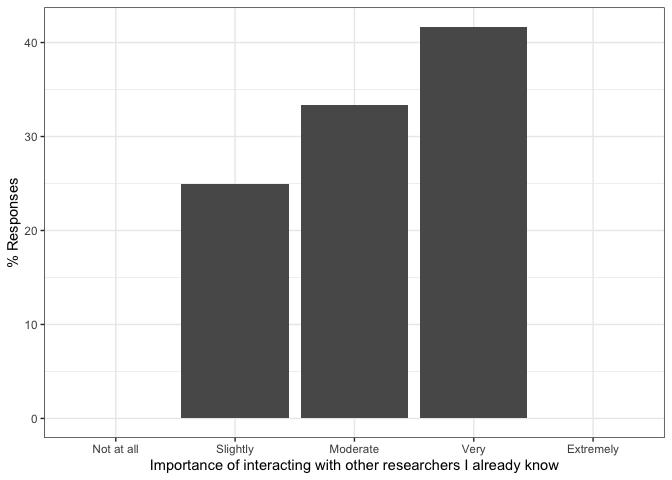 40
30
20
10
0
% Responses
Not at all Slightly Moderate Very Extremely
Importance of interacting with other researchers I already know